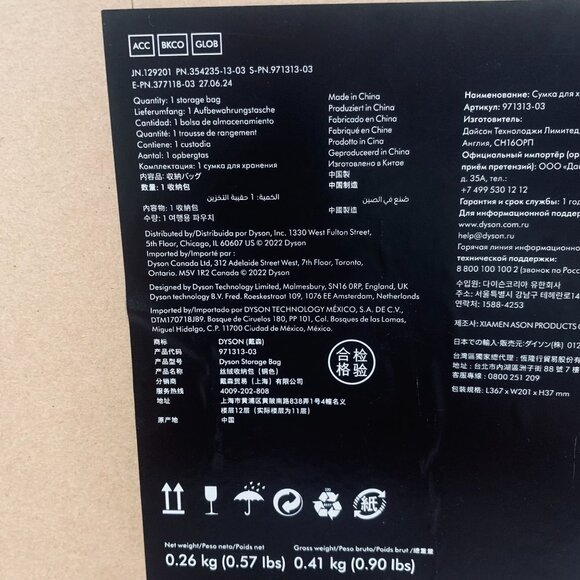 ACC BKCO GLOB
JN.129201 PN.354235-13-03 S-PN.971313-03
E-PN.377118-03 27.06.24
Quantity: 1 storage bag
Lieferumfang: 1 Aufbewahrungstasche
Cantidad: 1 bolsa de almacenamiento
Quantité : 1 trousse de rangement
Contiene: 1 custodia
Aantal: 1 opbergtas
Комплектация: 1 сумка для хранения
内容品: 収納バッグ
数量: 1 收纳包
الكمية: 1 حقيبة التخزين
内容物: 1 收納包
수량: 1 여행용 파우치
Made in China
Produziert in China
Fabricado en China
Fabriqué en Chine
Prodotto in Cina
Geproduceerd in China
Изготовлено в Китае
中国製
中国制造
صنع في الصين
中國製造
Distributed by/Distribuida por Dyson, Inc. 1330 West Fulton Street,
5th Floor, Chicago, IL 60607 US © 2022 Dyson
Imported by/Importé par
Dyson Canada Ltd, 312 Adelaide Street West, 7th Floor, Toronto,
Ontario. M5V 1R2 Canada © 2022 Dyson
Designed by Dyson Technology Limited, Malmesbury, SN16 0RP, England, UK
Dyson technology B.V. Fred. Roeskestraat 109, 1076 EE Amsterdam, Netherlands
Imported by/Importado por DYSON TECHNOLOGY MÉXICO, S.A. DE C.V.,
DTM170718J89. Bosque de Ciruelos 180, PP 101, Col. Bosques de las Lomas,
Miguel Hidalgo, C.P. 11700 Ciudad de México, México.
商标 DYSON (戴森)
产品代码 971313-03
产品型号 Dyson Storage Bag
产品名称 丝绒收纳包 (铜色)
分销商 戴森贸易 (上海) 有限公司
服务热线 4009-202-808
地址 上海市黄浦区黄陂南路838弄1号4幢名义
楼层12层 (实际楼层为11层)
原产地 中国
合格
检验
Наименование: Сумка для х
Артикул: 971313-03
Изготовитель:
Дайсон Технолоджи Лимитед
Англия, СН16ОРП
Официальный импортёр (ор
приём претензий): ООО «Дай
д. 35А, тел.:
+7 499 530 12 12
Гарантия и срок службы: 1 год
Для информационной поддерж
www.dyson.com.ru
help@dyson.ru
Горячая линия информационно
технической поддержки:
8 800 100 100 2 (звонок по Росс
수입원: 다이슨코리아 유한회사
주소: 서울특별시 강남구 테헤란로 14
연락처: 1588-4253
제조사: XIAMEN ASON PRODUCTS C
日本での輸入・販売元:ダイソン(株) 012
台灣區獨家總代理: 恆隆行貿易股份有
地址: 台北市內湖區洲子街 88 號 7 樓
客服專線: 0800 251 209
包裝規格: L367 x W201 x H37 mm
紙
Net weight/Peso neto/Poids net
0.26 kg (0.57 lbs)
Gross weight/Peso bruto/Poids brut /總重量
0.41 kg (0.90 lbs)